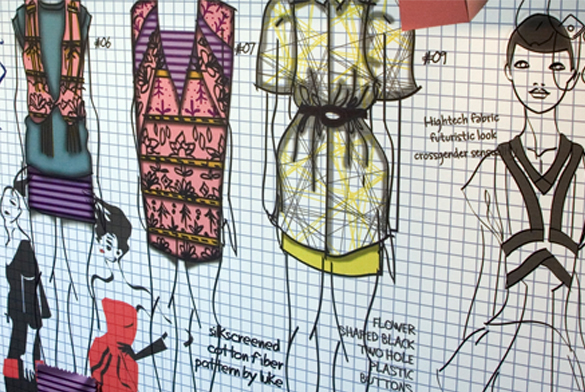 #06
#07
#09
Hightech fabric
futuristic look
crossgender sense
silkscreened
cotton fiber
pattern by luke
FLOWER
SHAPED BLACK
TWO HOLE
PLASTIC
BUTTONS